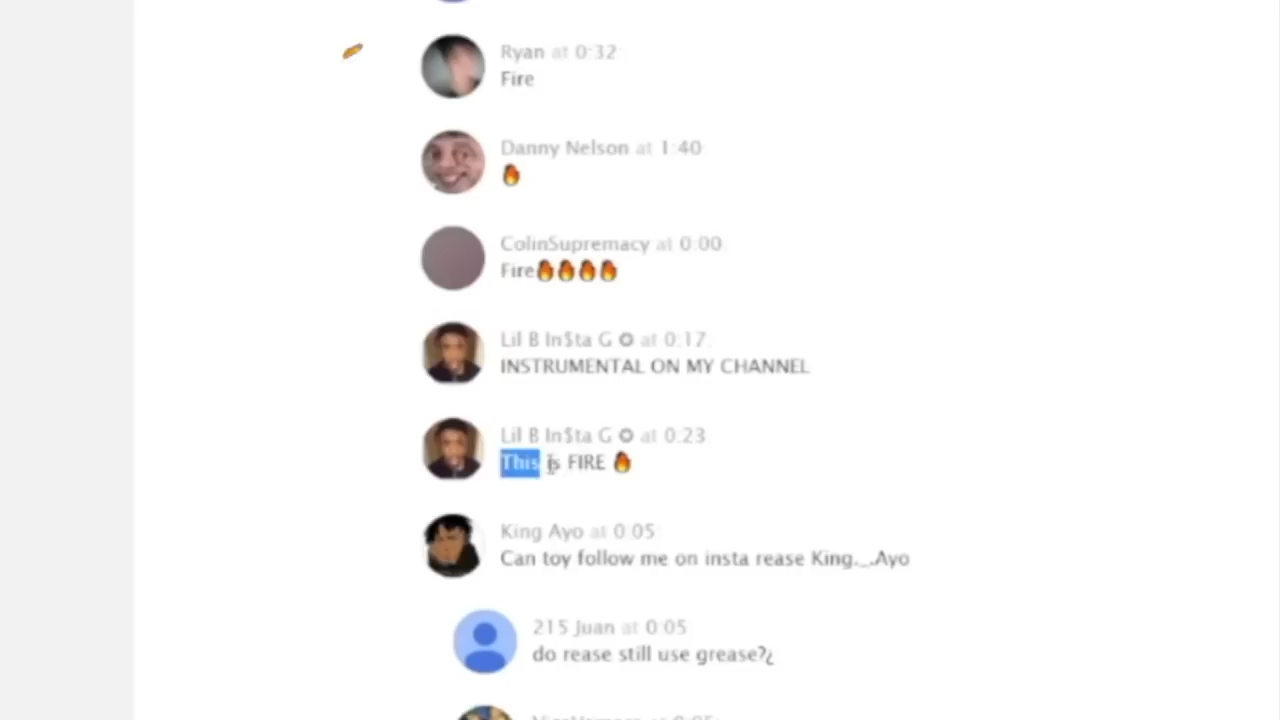 Ryan at 0:32
Fire
Danny Nelson at 1:40
🔥
ColinSupremacy at 0:00
Fire🔥🔥🔥🔥
Lil B In$ta G ✪ at 0:17
INSTRUMENTAL ON MY CHANNEL
Lil B In$ta G ✪ at 0:23
This is FIRE 🔥
King Ayo at 0:05
Can toy follow me on insta rease King._.Ayo
215 Juan at 0:05
do rease still use grease?¿